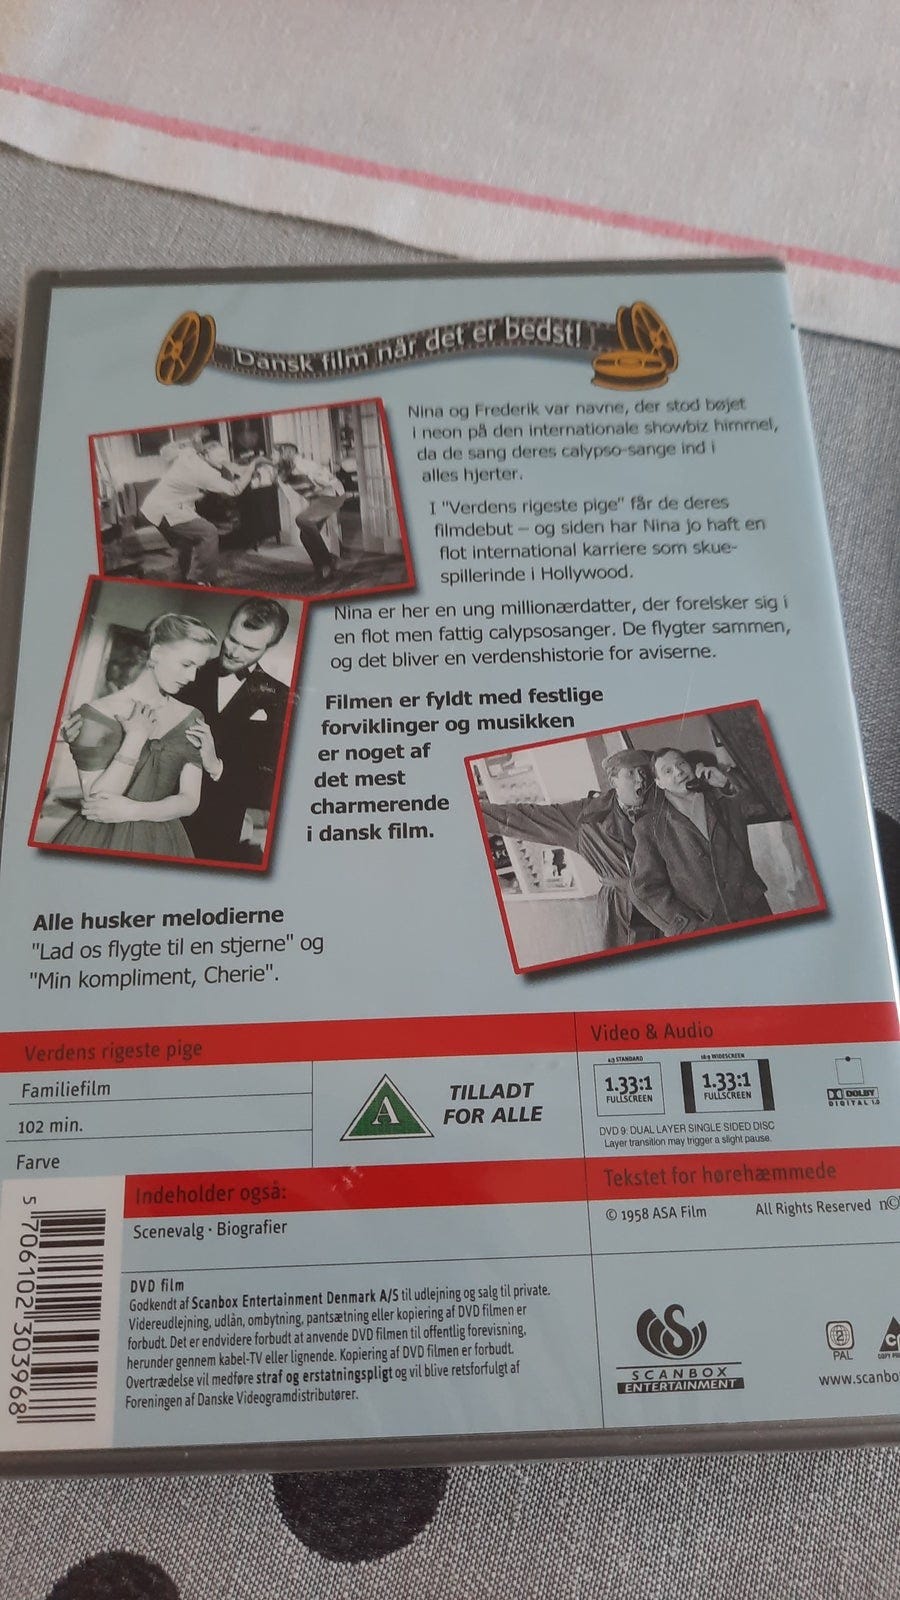 Dansk film når det er bedst!
Nina og Frederik var navne, der stod bøjet
i neon på den internationale showbiz himmel,
da de sang deres calypso-sange ind i
alles hjerter.
I "Verdens rigeste pige" får de deres
filmdebut – og siden har Nina jo haft en
flot international karriere som skue-
spillerinde i Hollywood.
Nina er her en ung millionærdatter, der forelsker sig i
en flot men fattig calypsosanger. De flygter sammen,
og det bliver en verdenshistorie for aviserne.
Filmen er fyldt med festlige
forviklinger og musikken
er noget af
det mest
charmerende
i dansk film.
Alle husker melodierne
"Lad os flygte til en stjerne" og
"Min kompliment, Cherie".
Verdens rigeste pige
Familiefilm
102 min.
Farve
A
TILLADT
FOR ALLE
Video & Audio
4:3 STANDARD
1.33:1
FULLSCREEN
16:9 WIDESCREEN
1.33:1
FULLSCREEN
DOLBY
DIGITAL 1.0
DVD 9: DUAL LAYER SINGLE SIDED DISC
Layer transition may trigger a slight pause.
Indeholder også:
Scenevalg · Biografier
Tekstet for hørehæmmede
© 1958 ASA Film
All Rights Reserved n©
DVD film
Godkendt af Scanbox Entertainment Denmark A/S til udlejning og salg til private.
Videreudlejning, udlån, ombytning, pantsætning eller kopiering af DVD filmen er
forbudt. Det er endvidere forbudt at anvende DVD filmen til offentlig forevisning,
herunder gennem kabel-TV eller lignende. Kopiering af DVD filmen er forbudt.
Overtrædelse vil medføre straf og erstatningspligt og vil blive retsforfulgt af
Foreningen af Danske Videogramdistributører.
5 706102 303968
S
SCANBOX
ENTERTAINMENT
2
PAL
www.scanbo